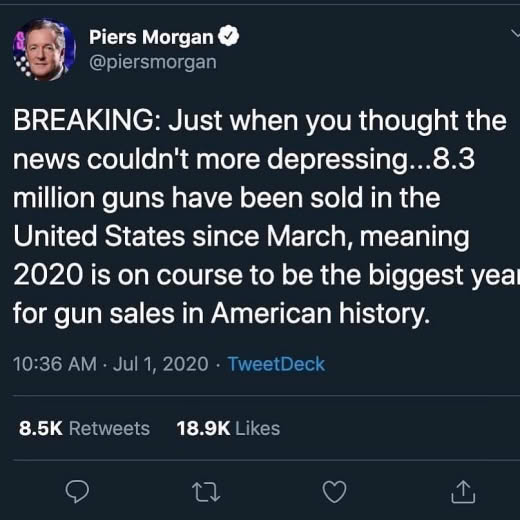 Piers Morgan
@piersmorgan
BREAKING: Just when you thought the
news couldn't more depressing...8.3
million guns have been sold in the
United States since March, meaning
2020 is on course to be the biggest year
for gun sales in American history.
10:36 AM · Jul 1, 2020 · TweetDeck
8.5K Retweets 18.9K Likes